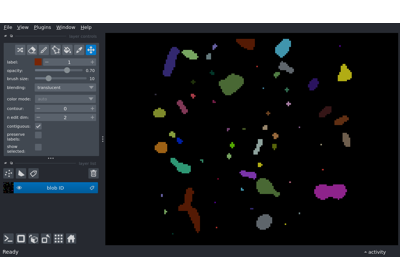 File View Plugins Window Help
layer controls
label: 1
opacity: 0.70
brush size: 10
blending: translucent
color mode: auto
contour: 0
n edit dim: 2
contiguous:
preserve labels:
show selected:
layer list
blob ID
Ready
activity